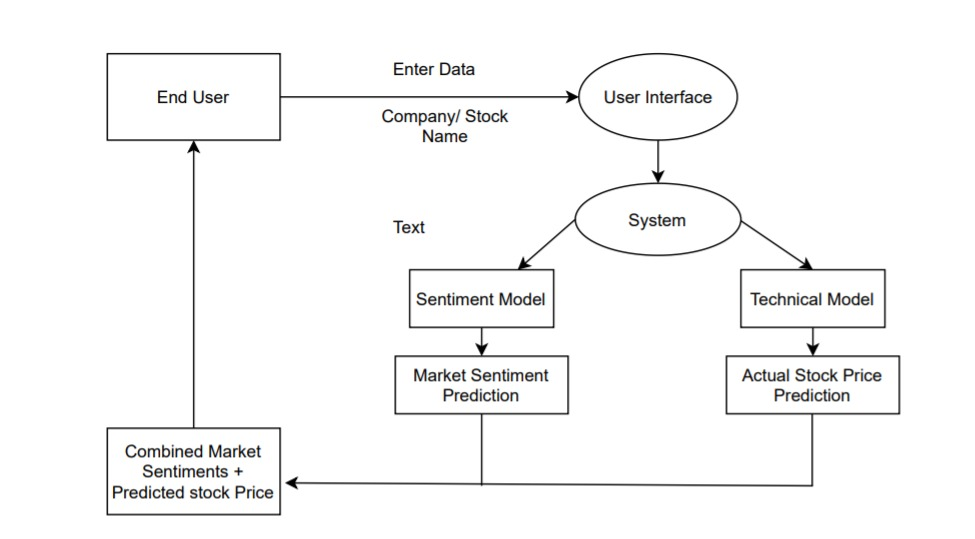 Enter Data
End User
User Interface
Company/ Stock
Name
System
Text
Sentiment Model
Technical Model
Market Sentiment
Prediction
Actual Stock Price
Prediction
Combined Market
Sentiments +
Predicted stock Price